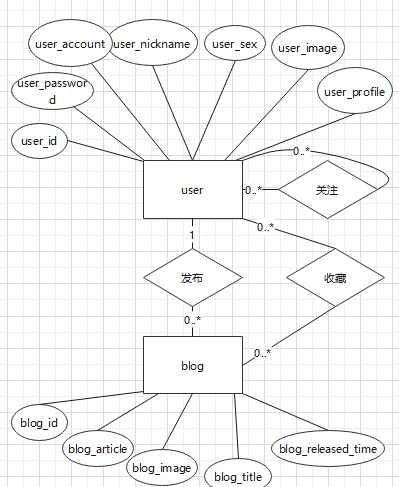 user_account
user_nickname
user_sex
user_image
user_passwor
d
user_profile
user_id
0..*
user
0..*
关注
0..*
1
发布
收藏
0..*
0..*
blog
blog_id
blog_article
blog_image
blog_title
blog_released_time